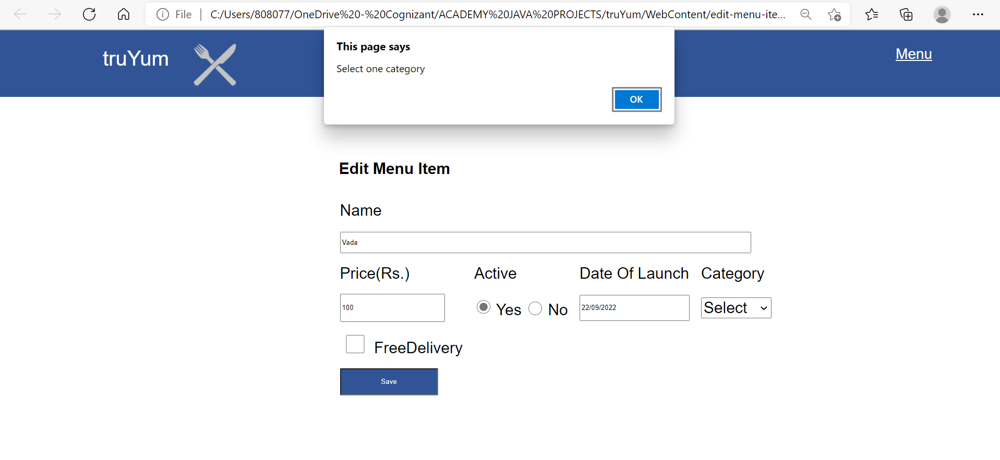 File C:/Users/808077/OneDrive%20-%20Cognizant/ACADEMY%20JAVA%20PROJECTS/truYum/WebContent/edit-menu-ite...
This page says
Select one category
OK
truYum
Menu
Edit Menu Item
Name
Vada
Price(Rs.) Active Date Of Launch Category
100 Yes No 22/09/2022 Select
FreeDelivery
Save